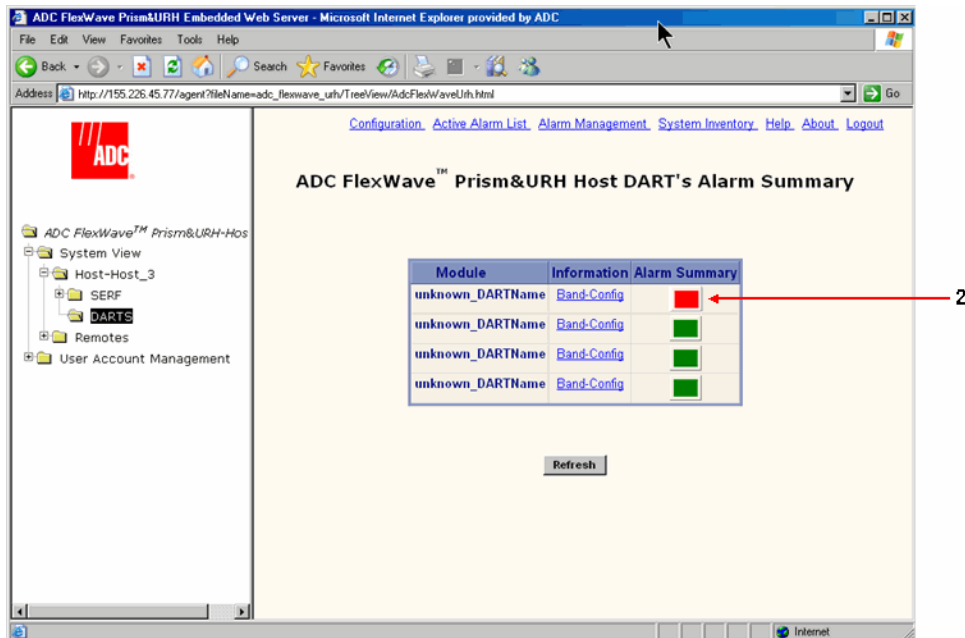 ADC FlexWave Prism&URH Embedded Web Server - Microsoft Internet Explorer provided by ADC
File Edit View Favorites Tools Help
Back Search Favorites
Address http://155.226.45.77/agent?fileName=adc_flexwave_urh/TreeView/AdcFlexWaveUrh.html Go
ADC
Configuration Active Alarm List Alarm Management System Inventory Help About Logout
ADC FlexWave™ Prism&URH Host DART's Alarm Summary
ADC FlexWave™ Prism&URH-Hos
System View
Host-Host_3
SERF
DARTS
Remotes
User Account Management
Module Information Alarm Summary
unknown_DARTName Band-Config
unknown_DARTName Band-Config
unknown_DARTName Band-Config
unknown_DARTName Band-Config
2
Refresh
Internet